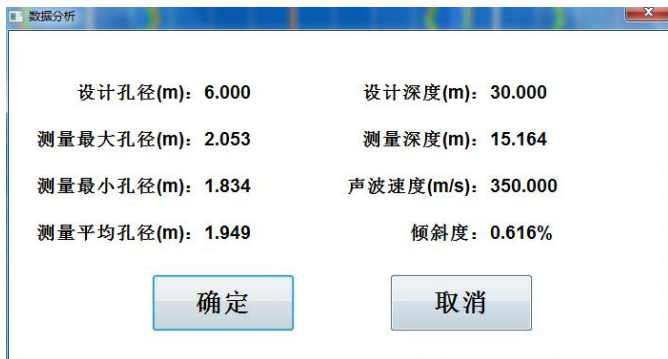 数据分析
设计孔径(m): 6.000 设计深度(m): 30.000
测量最大孔径(m): 2.053 测量深度(m): 15.164
测量最小孔径(m): 1.834 声波速度(m/s): 350.000
测量平均孔径(m): 1.949 倾斜度: 0.616%
确定 取消